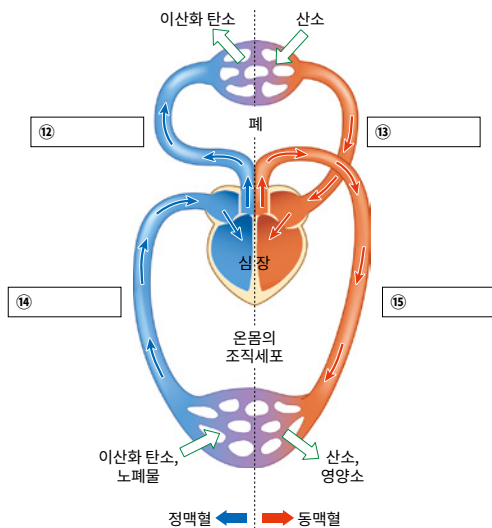 이산화 탄소
산소
폐
⑫
⑬
심장
⑭
⑮
온몸의
조직세포
이산화 탄소,
노폐물
산소,
영양소
정맥혈
동맥혈